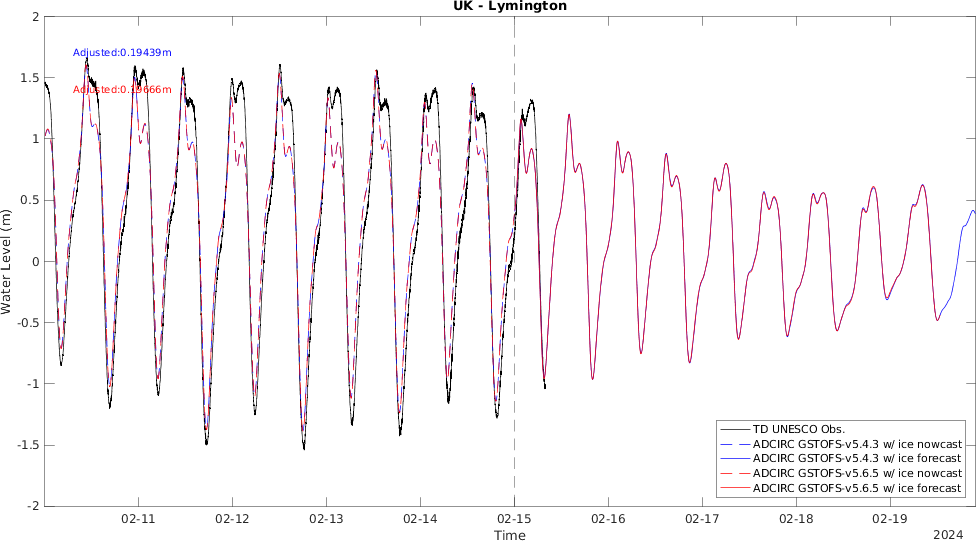 UK - Lymington
2
1.5
1
0.5
0
-0.5
-1
-1.5
-2
Water Level (m)
Adjusted:0.19439m
Adjusted:0.19666m
TD UNESCO Obs.
ADCIRC GSTOFS-v5.4.3 w/ ice nowcast
ADCIRC GSTOFS-v5.4.3 w/ ice forecast
ADCIRC GSTOFS-v5.6.5 w/ ice nowcast
ADCIRC GSTOFS-v5.6.5 w/ ice forecast
02-11 02-12 02-13 02-14 02-15 02-16 02-17 02-18 02-19
Time
2024